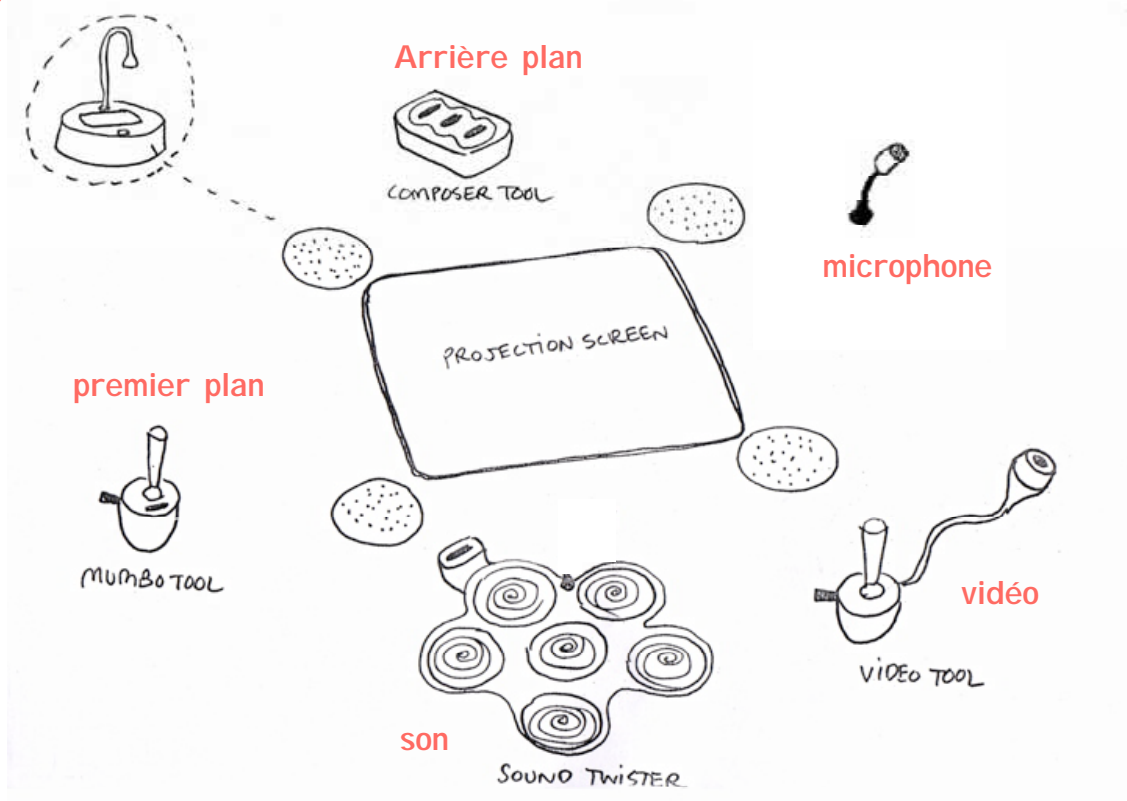 Arrière plan
COMPOSER TOOL
microphone
PROJECTION SCREEN
premier plan
MUMBO TOOL
vidéo
VIDEO TOOL
son
SOUND TWISTER